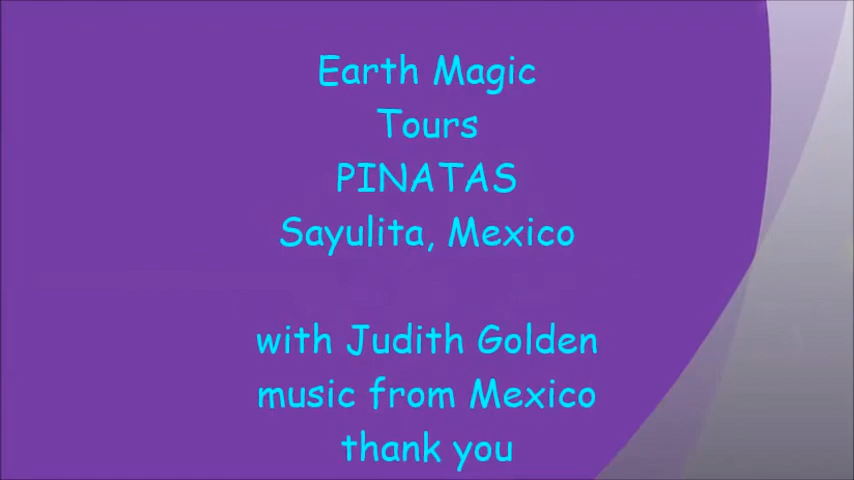 Earth Magic
Tours
PINATAS
Sayulita, Mexico
with Judith Golden
music from Mexico
thank you